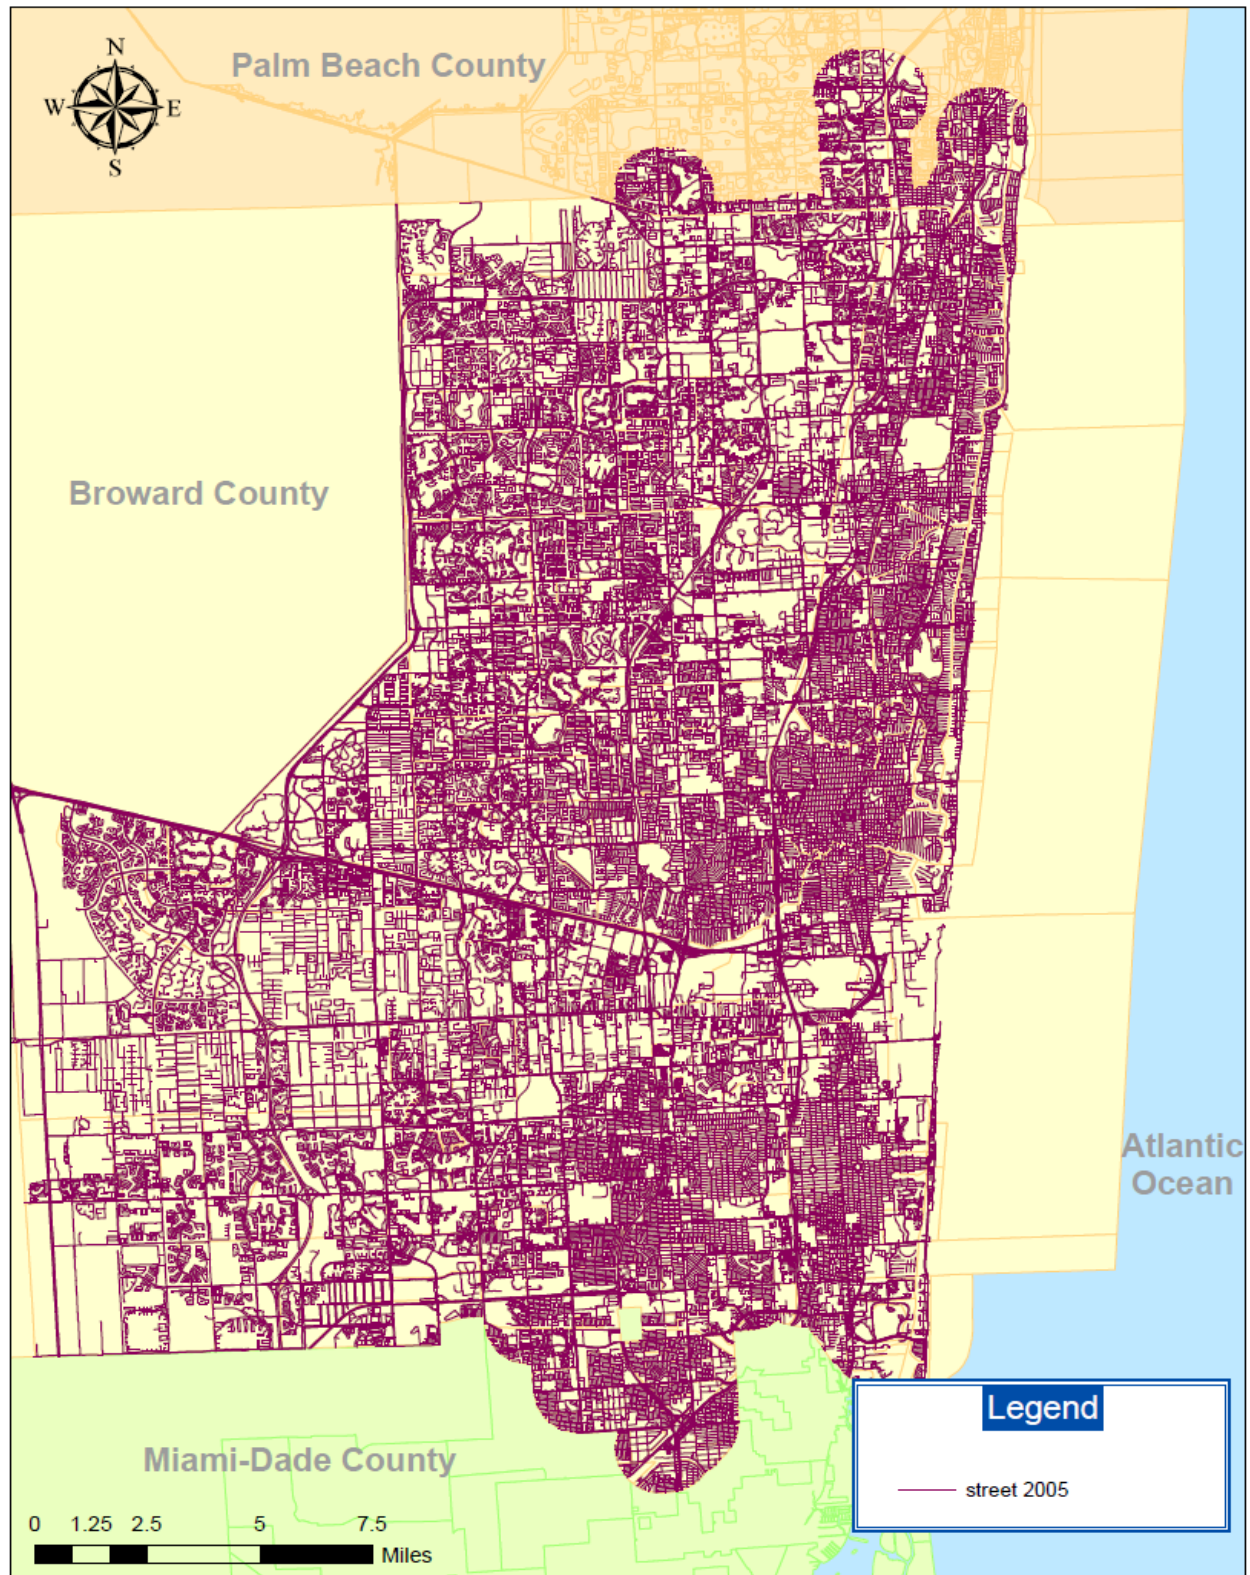 N
Palm Beach County
W E
S
Broward County
Atlantic
Ocean
Legend
street 2005
Miami-Dade County
0 1.25 2.5 5 7.5
Miles